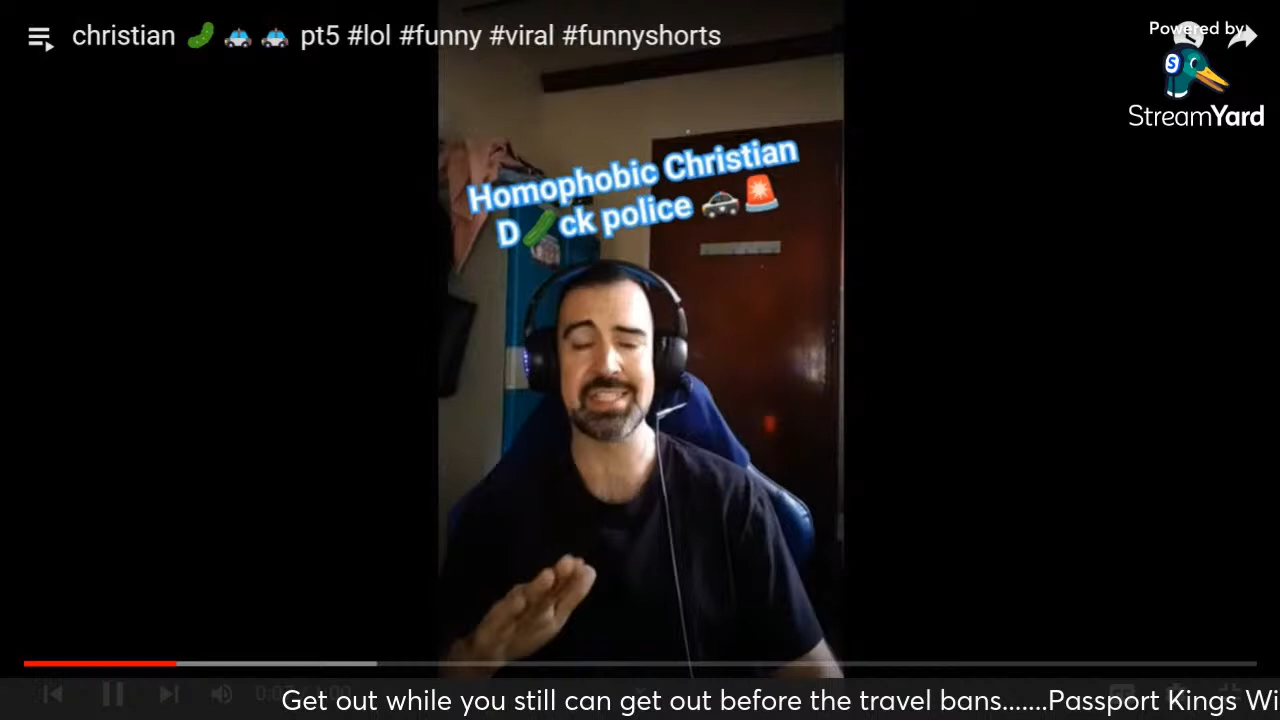 christian 🥒 🚓 🚓 pt5 #lol #funny #viral #funnyshorts
Powered by
S
StreamYard
Homophobic Christian
D🥒ck police 🚓🚨
Get out while you still can get out before the travel bans.......Passport Kings Wi